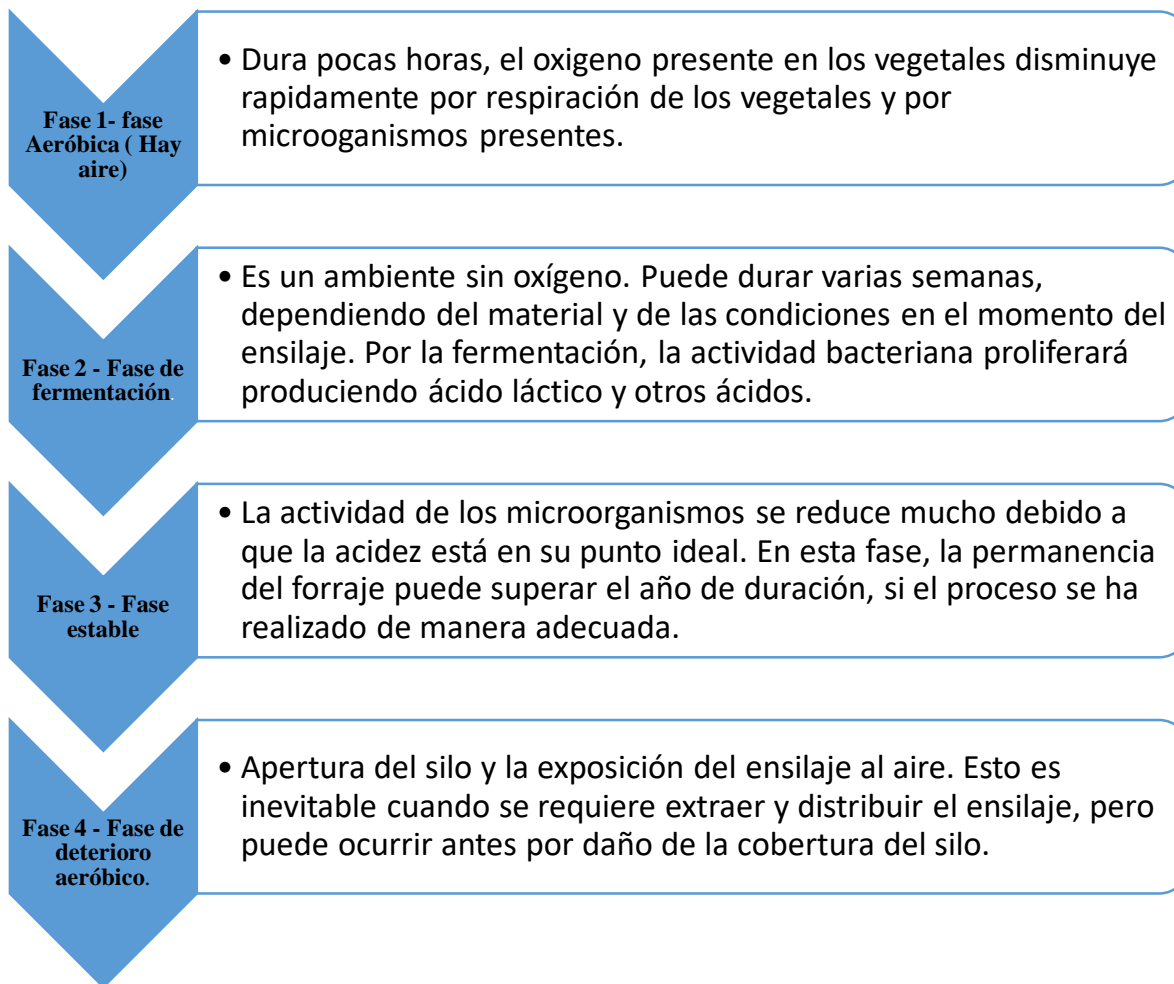 Fase 1- fase
Aeróbica ( Hay
aire)
• Dura pocas horas, el oxigeno presente en los vegetales disminuye
rapidamente por respiración de los vegetales y por
microoganismos presentes.
Fase 2 - Fase de
fermentación.
• Es un ambiente sin oxígeno. Puede durar varias semanas,
dependiendo del material y de las condiciones en el momento del
ensilaje. Por la fermentación, la actividad bacteriana proliferará
produciendo ácido láctico y otros ácidos.
Fase 3 - Fase
estable
• La actividad de los microorganismos se reduce mucho debido a
que la acidez está en su punto ideal. En esta fase, la permanencia
del forraje puede superar el año de duración, si el proceso se ha
realizado de manera adecuada.
Fase 4 - Fase de
deterioro
aeróbico.
• Apertura del silo y la exposición del ensilaje al aire. Esto es
inevitable cuando se requiere extraer y distribuir el ensilaje, pero
puede ocurrir antes por daño de la cobertura del silo.